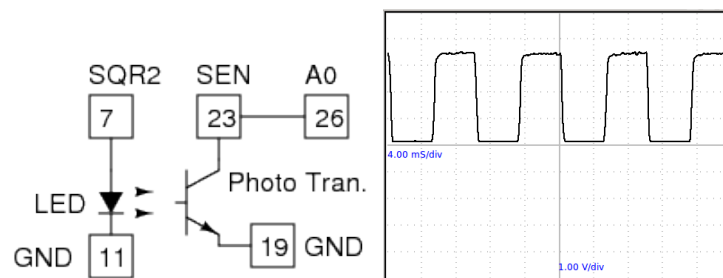 SQR2 SEN A0
7 23 26
Photo Tran.
LED
GND 11 19 GND
4.00 mS/div
1.00 V/div